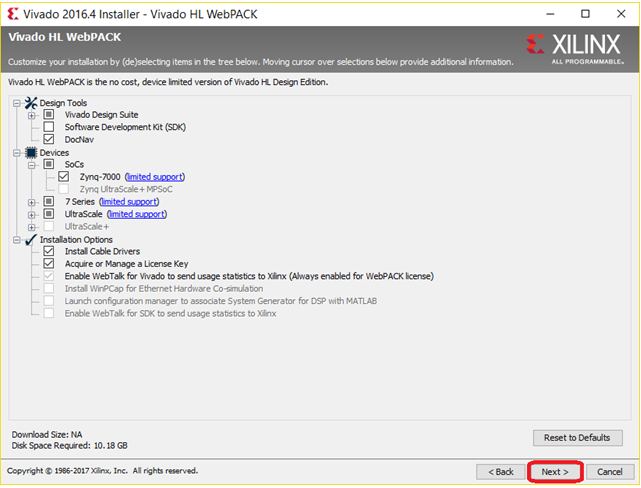 Vivado 2016.4 Installer - Vivado HL WebPACK
Vivado HL WebPACK
Customize your installation by (de)selecting items in the tree below. Moving cursor over selections below provide additional information.
XILINX
ALL PROGRAMMABLE.
Vivado HL WebPACK is the no cost, device limited version of Vivado HL Design Edition.
Design Tools
Vivado Design Suite
Software Development Kit (SDK)
DocNav
Devices
SoCs
Zynq-7000 (limited support)
Zynq UltraScale+ MPSoC
7 Series (limited support)
UltraScale (limited support)
UltraScale+
Installation Options
Install Cable Drivers
Acquire or Manage a License Key
Enable WebTalk for Vivado to send usage statistics to Xilinx (Always enabled for WebPACK license)
Install WinPCap for Ethernet Hardware Co-simulation
Launch configuration manager to associate System Generator for DSP with MATLAB
Enable WebTalk for SDK to send usage statistics to Xilinx
Download Size: NA
Disk Space Required: 10.18 GB
Reset to Defaults
Copyright © 1986-2017 Xilinx, Inc. All rights reserved.
< Back
Next >
Cancel